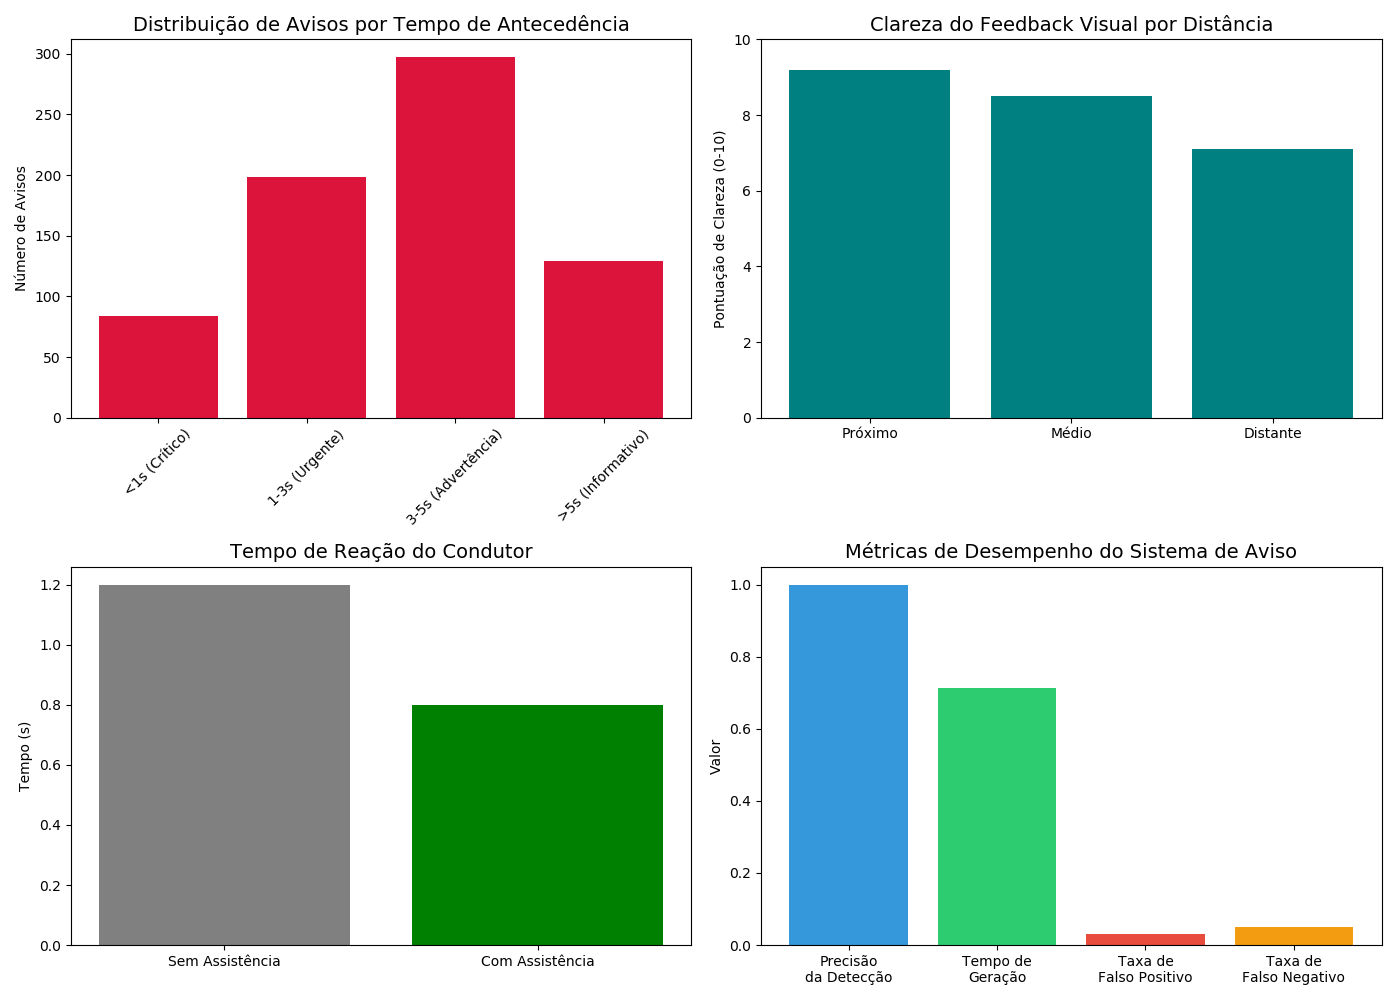 Distribuição de Avisos por Tempo de Antecedência
Número de Avisos
300
250
200
150
100
50
0
<1s (Crítico)
1-3s (Urgente)
3-5s (Advertência)
>5s (Informativo)
Clareza do Feedback Visual por Distância
Pontuação de Clareza (0-10)
10
8
6
4
2
0
Próximo
Médio
Distante
Tempo de Reação do Condutor
Tempo (s)
1.2
1.0
0.8
0.6
0.4
0.2
0.0
Sem Assistência
Com Assistência
Métricas de Desempenho do Sistema de Aviso
Valor
1.0
0.8
0.6
0.4
0.2
0.0
Precisão
da Detecção
Tempo de
Geração
Taxa de
Falso Positivo
Taxa de
Falso Negativo